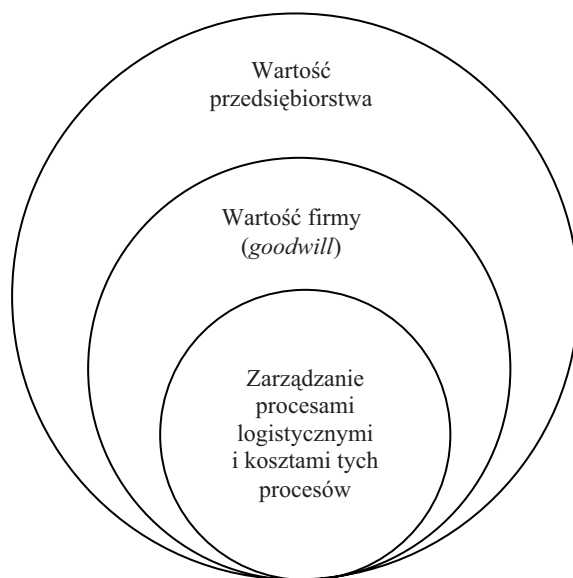 Wartość
przedsiębiorstwa
Wartość firmy
(goodwill)
Zarządzanie
procesami
logistycznymi
i kosztami tych
procesów